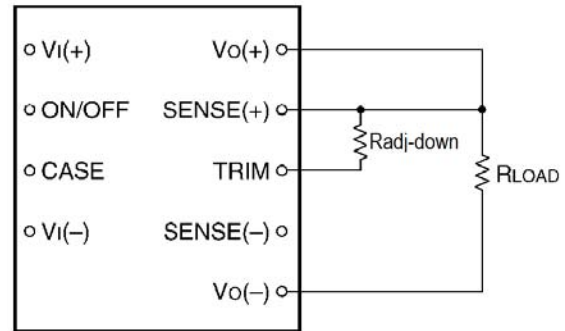 VI(+)
VO(+)
ON/OFF
SENSE(+)
Radj-down
CASE
TRIM
RLOAD
VI(–)
SENSE(–)
VO(–)